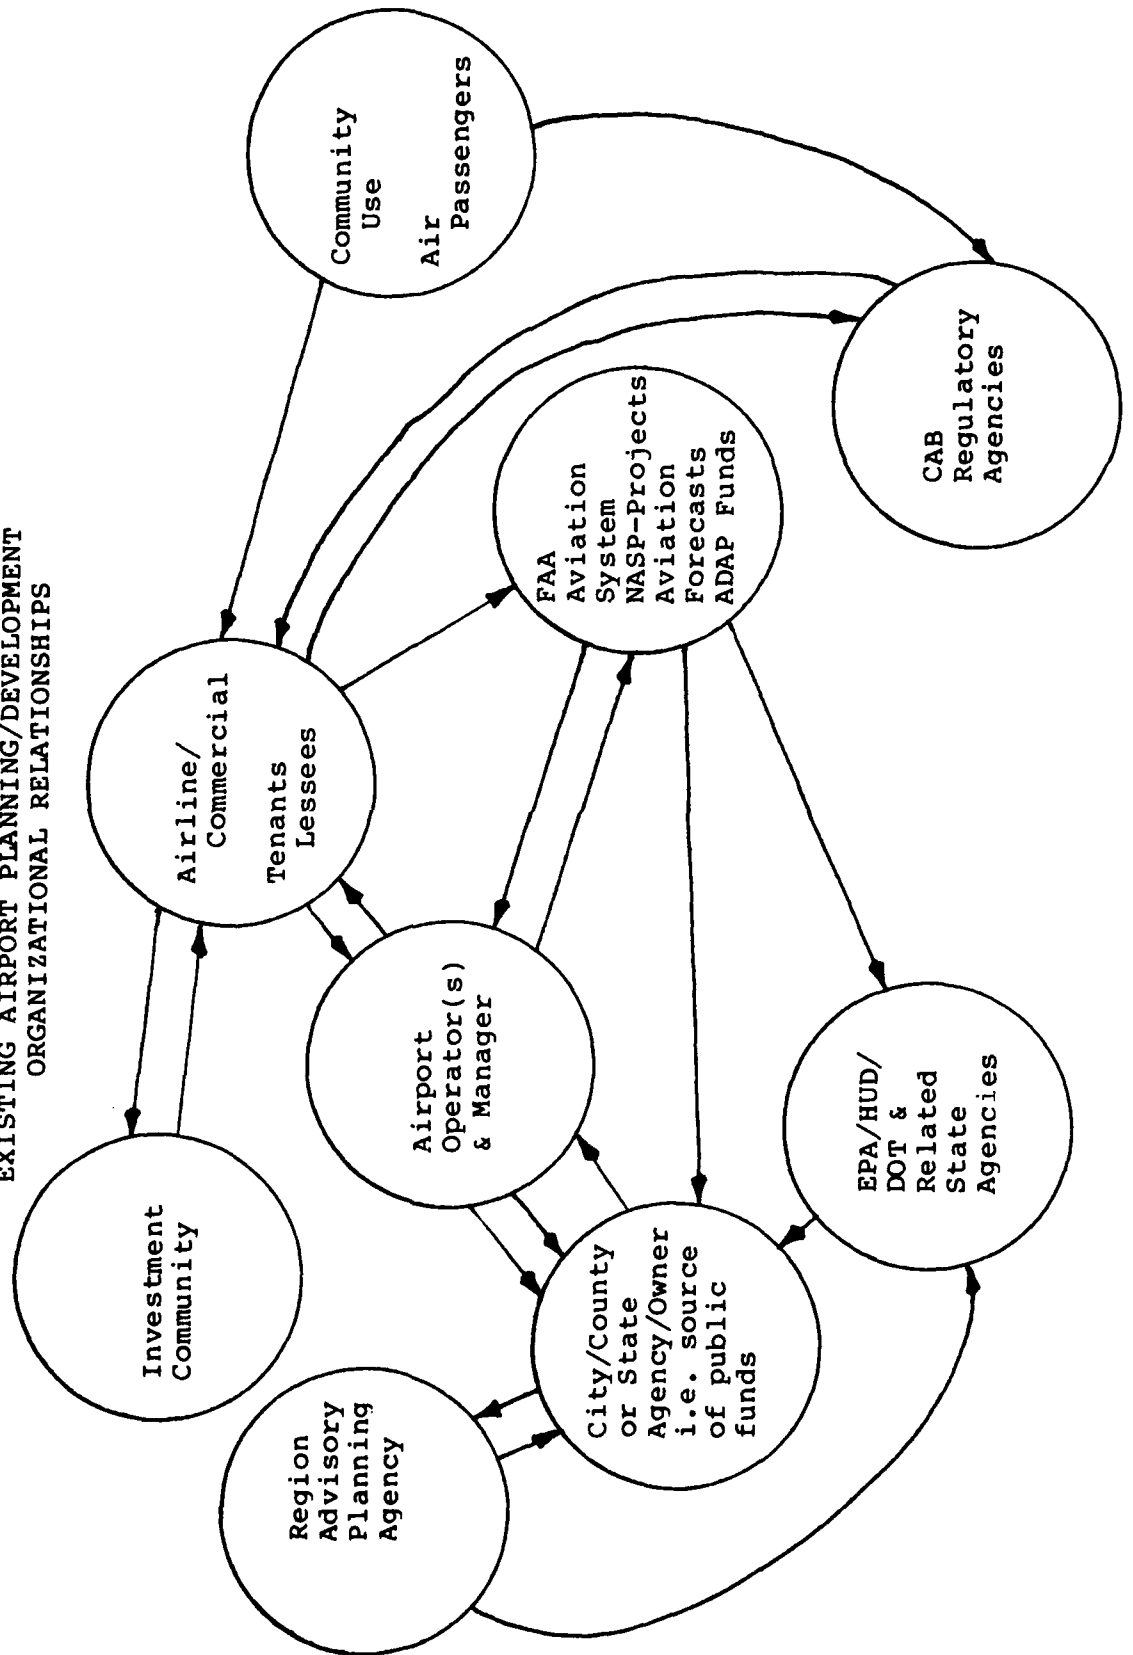 EXISTING AIRPORT PLANNING/DEVELOPMENT
ORGANIZATIONAL RELATIONSHIPS
Investment
Community
Airline/
Commercial
Tenants
Lessees
Community
Use
Air
Passengers
Region
Advisory
Planning
Agency
Airport
Operator(s)
& Manager
FAA
Aviation
System
NASP-Projects
Aviation
Forecasts
ADAP Funds
City/County
or State
Agency/Owner
i.e. source
of public
funds
EPA/HUD/
DOT &
Related
State
Agencies
CAB
Regulatory
Agencies